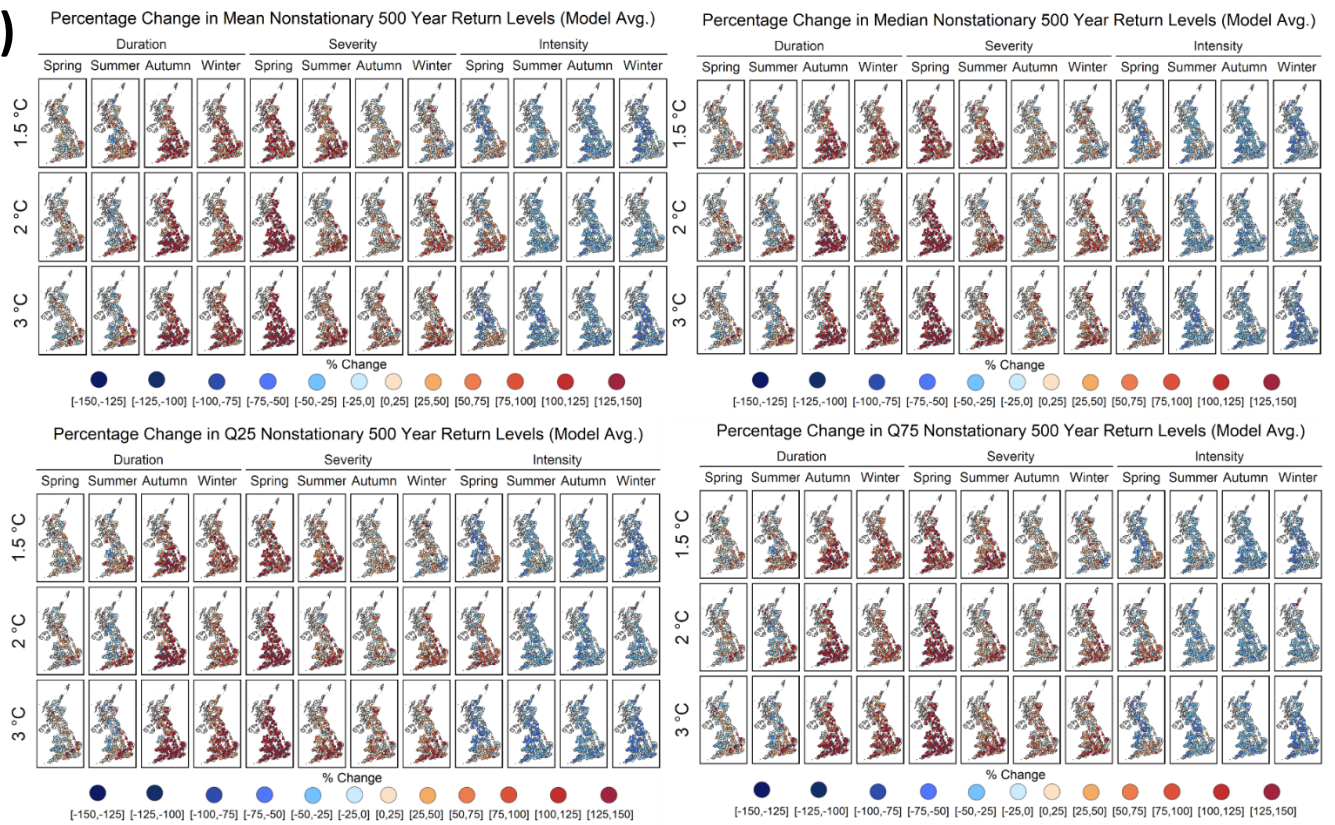 )
Percentage Change in Mean Nonstationary 500 Year Return Levels (Model Avg.)
Duration Severity Intensity
Spring Summer Autumn Winter Spring Summer Autumn Winter Spring Summer Autumn Winter
1.5 °C
2 °C
3 °C
% Change
[-150,-125] [-125,-100] [-100,-75] [-75,-50] [-50,-25] [-25,0] [0,25] [25,50] [50,75] [75,100] [100,125] [125,150]
Percentage Change in Median Nonstationary 500 Year Return Levels (Model Avg.)
Duration Severity Intensity
Spring Summer Autumn Winter Spring Summer Autumn Winter Spring Summer Autumn Winter
1.5 °C
2 °C
3 °C
% Change
[-150,-125] [-125,-100] [-100,-75] [-75,-50] [-50,-25] [-25,0] [0,25] [25,50] [50,75] [75,100] [100,125] [125,150]
Percentage Change in Q25 Nonstationary 500 Year Return Levels (Model Avg.)
Duration Severity Intensity
Spring Summer Autumn Winter Spring Summer Autumn Winter Spring Summer Autumn Winter
1.5 °C
2 °C
3 °C
% Change
[-150,-125] [-125,-100] [-100,-75] [-75,-50] [-50,-25] [-25,0] [0,25] [25,50] [50,75] [75,100] [100,125] [125,150]
Percentage Change in Q75 Nonstationary 500 Year Return Levels (Model Avg.)
Duration Severity Intensity
Spring Summer Autumn Winter Spring Summer Autumn Winter Spring Summer Autumn Winter
1.5 °C
2 °C
3 °C
% Change
[-150,-125] [-125,-100] [-100,-75] [-75,-50] [-50,-25] [-25,0] [0,25] [25,50] [50,75] [75,100] [100,125] [125,150]